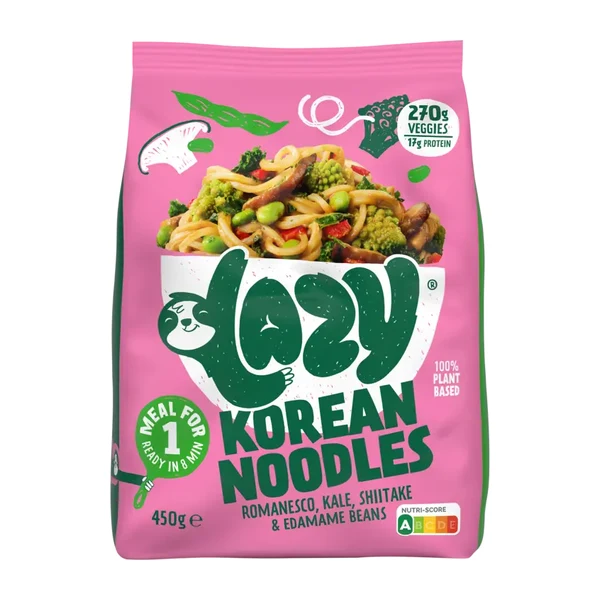 270g
VEGGIES
17g PROTEIN
Lazy®
100%
PLANT
BASED
MEAL FOR
1
READY IN 8 MIN
KOREAN
NOODLES
ROMANESCO, KALE, SHIITAKE
& EDAMAME BEANS
450g e
NUTRI-SCORE
A B C D E